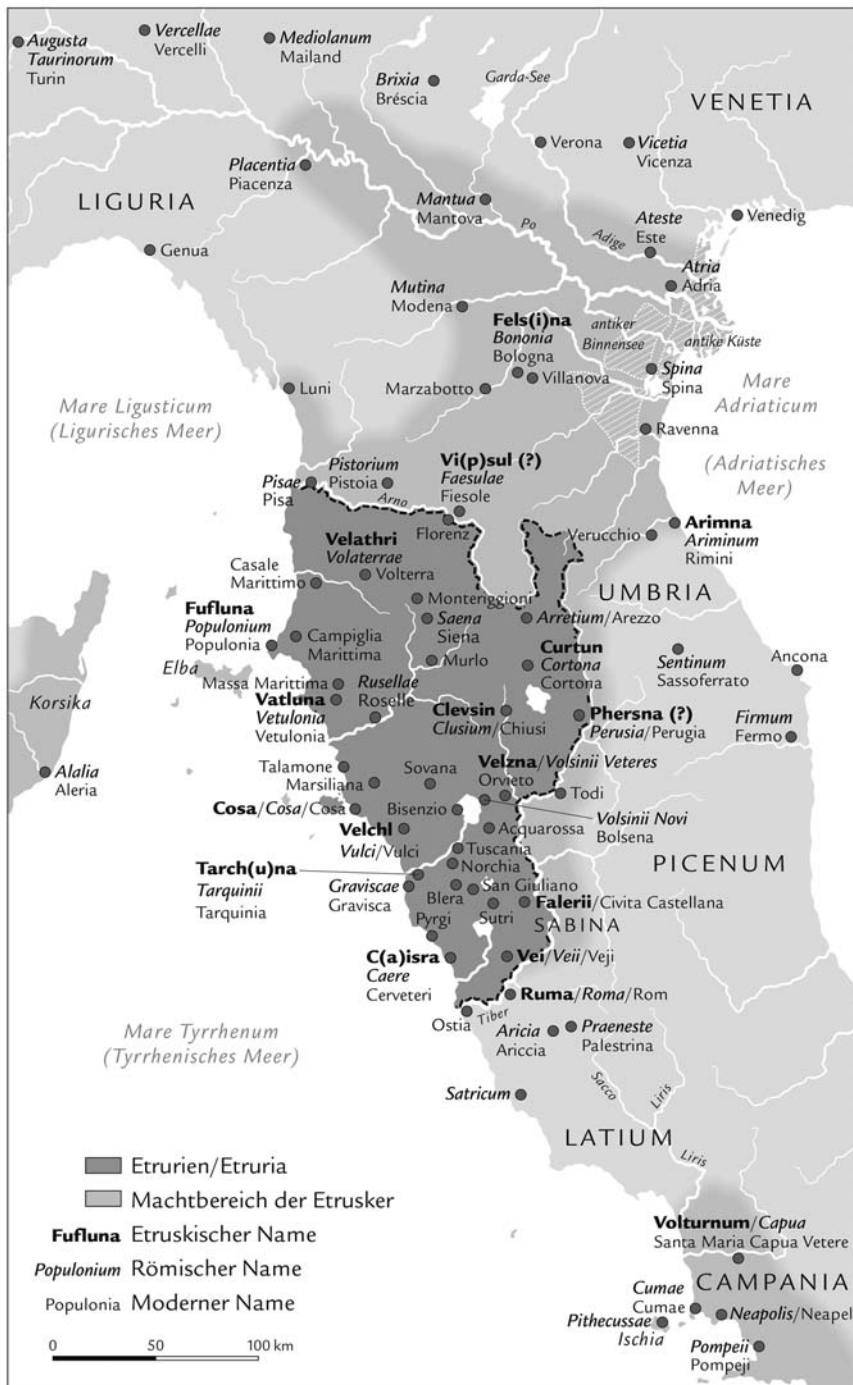 Augusta
Taurinorum
Turin
Vercellae
Vercelli
Mediolanum
Mailand
Brixia
Bréscia
Garda-See
VENETIA
Verona
Vicetia
Vicenza
Placentia
Piacenza
LIGURIA
Mantua
Mantova
Po
Adige
Ateste
Este
Venedig
Genua
Atria
Adria
Mutina
Modena
Fels(i)na
Bononia
Bologna
antiker
Binnensee
antike Küste
Villanova
Spina
Spina
Luni
Marzabotto
Mare Ligusticum
(Ligurisches Meer)
Mare
Adriaticum
(Adriatisches
Meer)
Ravenna
Pisae
Pisa
Pistorium
Pistoia
Arno
Vi(p)sul (?)
Faesulae
Fiesole
Florenz
Verucchio
Arimna
Ariminum
Rimini
Velathri
Volaterrae
Volterra
Casale
Marittimo
UMBRIA
Monteriggioni
Fufluna
Populonium
Populonia
Saena
Siena
Arretium/Arezzo
Campiglia
Marittima
Murlo
Curtun
Cortona
Cortona
Sentinum
Sassoferrato
Ancona
Elba
Korsika
Massa Marittima
Rusellae
Roselle
Vatluna
Vetulonia
Vetulonia
Clevsin
Clusium/Chiusi
Phersna (?)
Perusia/Perugia
Firmum
Fermo
Alalia
Aleria
Talamone
Marsiliana
Sovana
Velzna/Volsinii Veteres
Orvieto
Todi
Cosa/Cosa/Cosa
Bisenzio
Volsinii Novi
Bolsena
Velchl
Vulci/Vulci
Acquarossa
PICENUM
Tuscania
Norchia
Tarch(u)na
Tarquinii
Tarquinia
Graviscae
Gravisca
Blera
San Giuliano
Sutri
Falerii/Civita Castellana
Pyrgi
SABINA
C(a)isra
Caere
Cerveteri
Vei/Veii/Veji
Ruma/Roma/Rom
Ostia
Tiber
Mare Tyrrhenum
(Tyrrhenisches Meer)
Aricia
Ariccia
Praeneste
Palestrina
Sacco
Liris
Satricum
LATIUM
Liris
Etrurien/Etruria
Machtbereich der Etrusker
Fufluna Etruskischer Name
Populonium Römischer Name
Populonia Moderner Name
0 50 100 km
Volturnum/Capua
Santa Maria Capua Vetere
CAMPANIA
Cumae
Cumae
Neapolis/Neapel
Pithecussae
Ischia
Pompeii
Pompeji